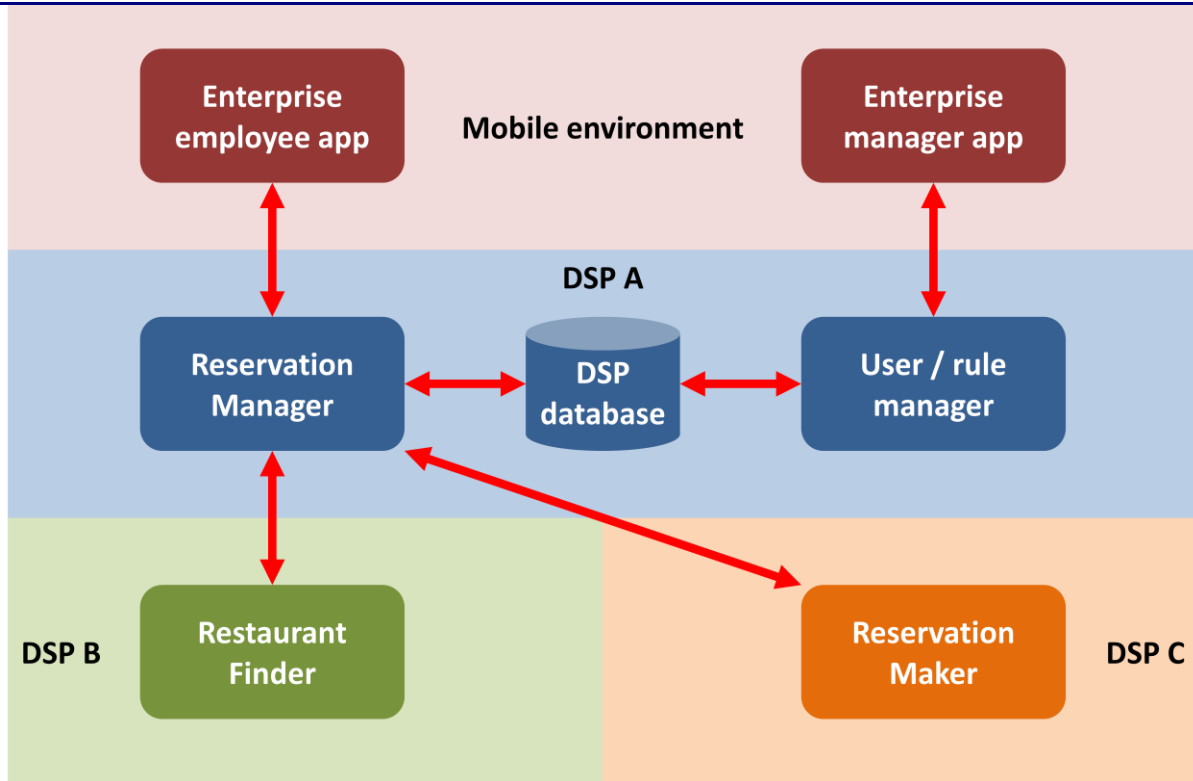 Enterprise
employee app
Mobile environment
Enterprise
manager app
DSP A
Reservation
Manager
DSP
database
User / rule
manager
DSP B
Restaurant
Finder
Reservation
Maker
DSP C